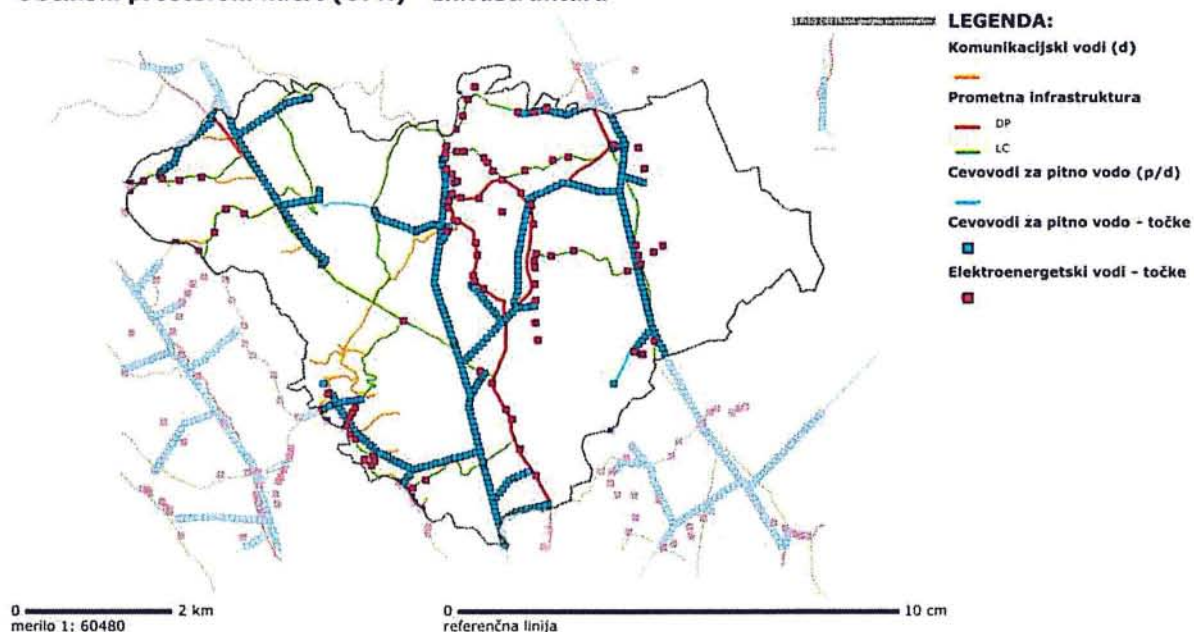 LEGENDA:
Komunikacijski vodi (d)
Prometna infrastruktura
DP
LC
Cevovodi za pitno vodo (p/d)
Cevovodi za pitno vodo - točke
Elektroenergetski vodi - točke
0 2 km
merilo 1: 60480
0 10 cm
referenčna linija